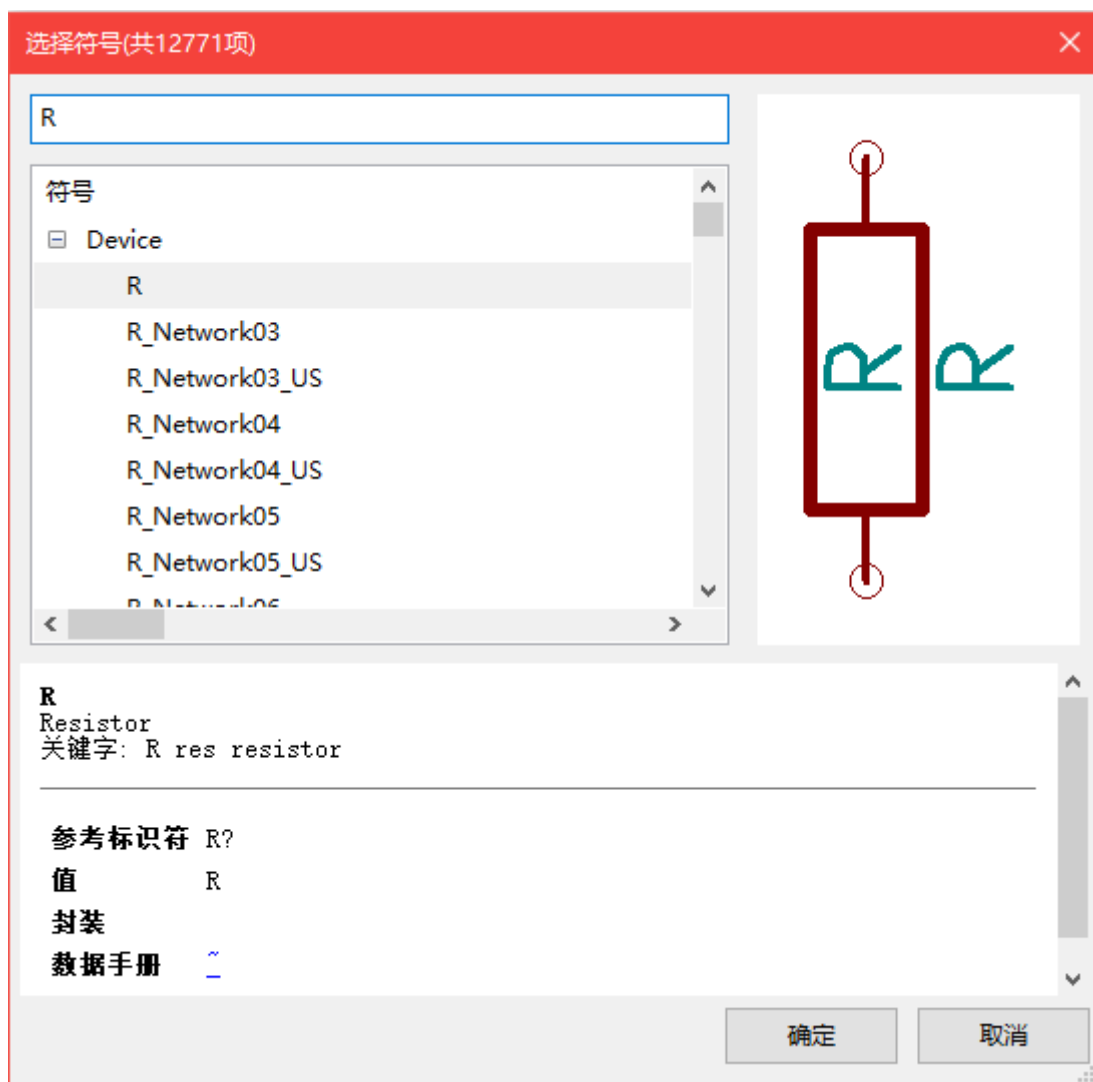 选择符号(共12771项)
R
符号
Device
R
R_Network03
R_Network03_US
R_Network04
R_Network04_US
R_Network05
R_Network05_US
R_Network06
R R
R
Resistor
关键字: R res resistor
参考标识符 R?
值 R
封装
数据手册 ~
确定 取消